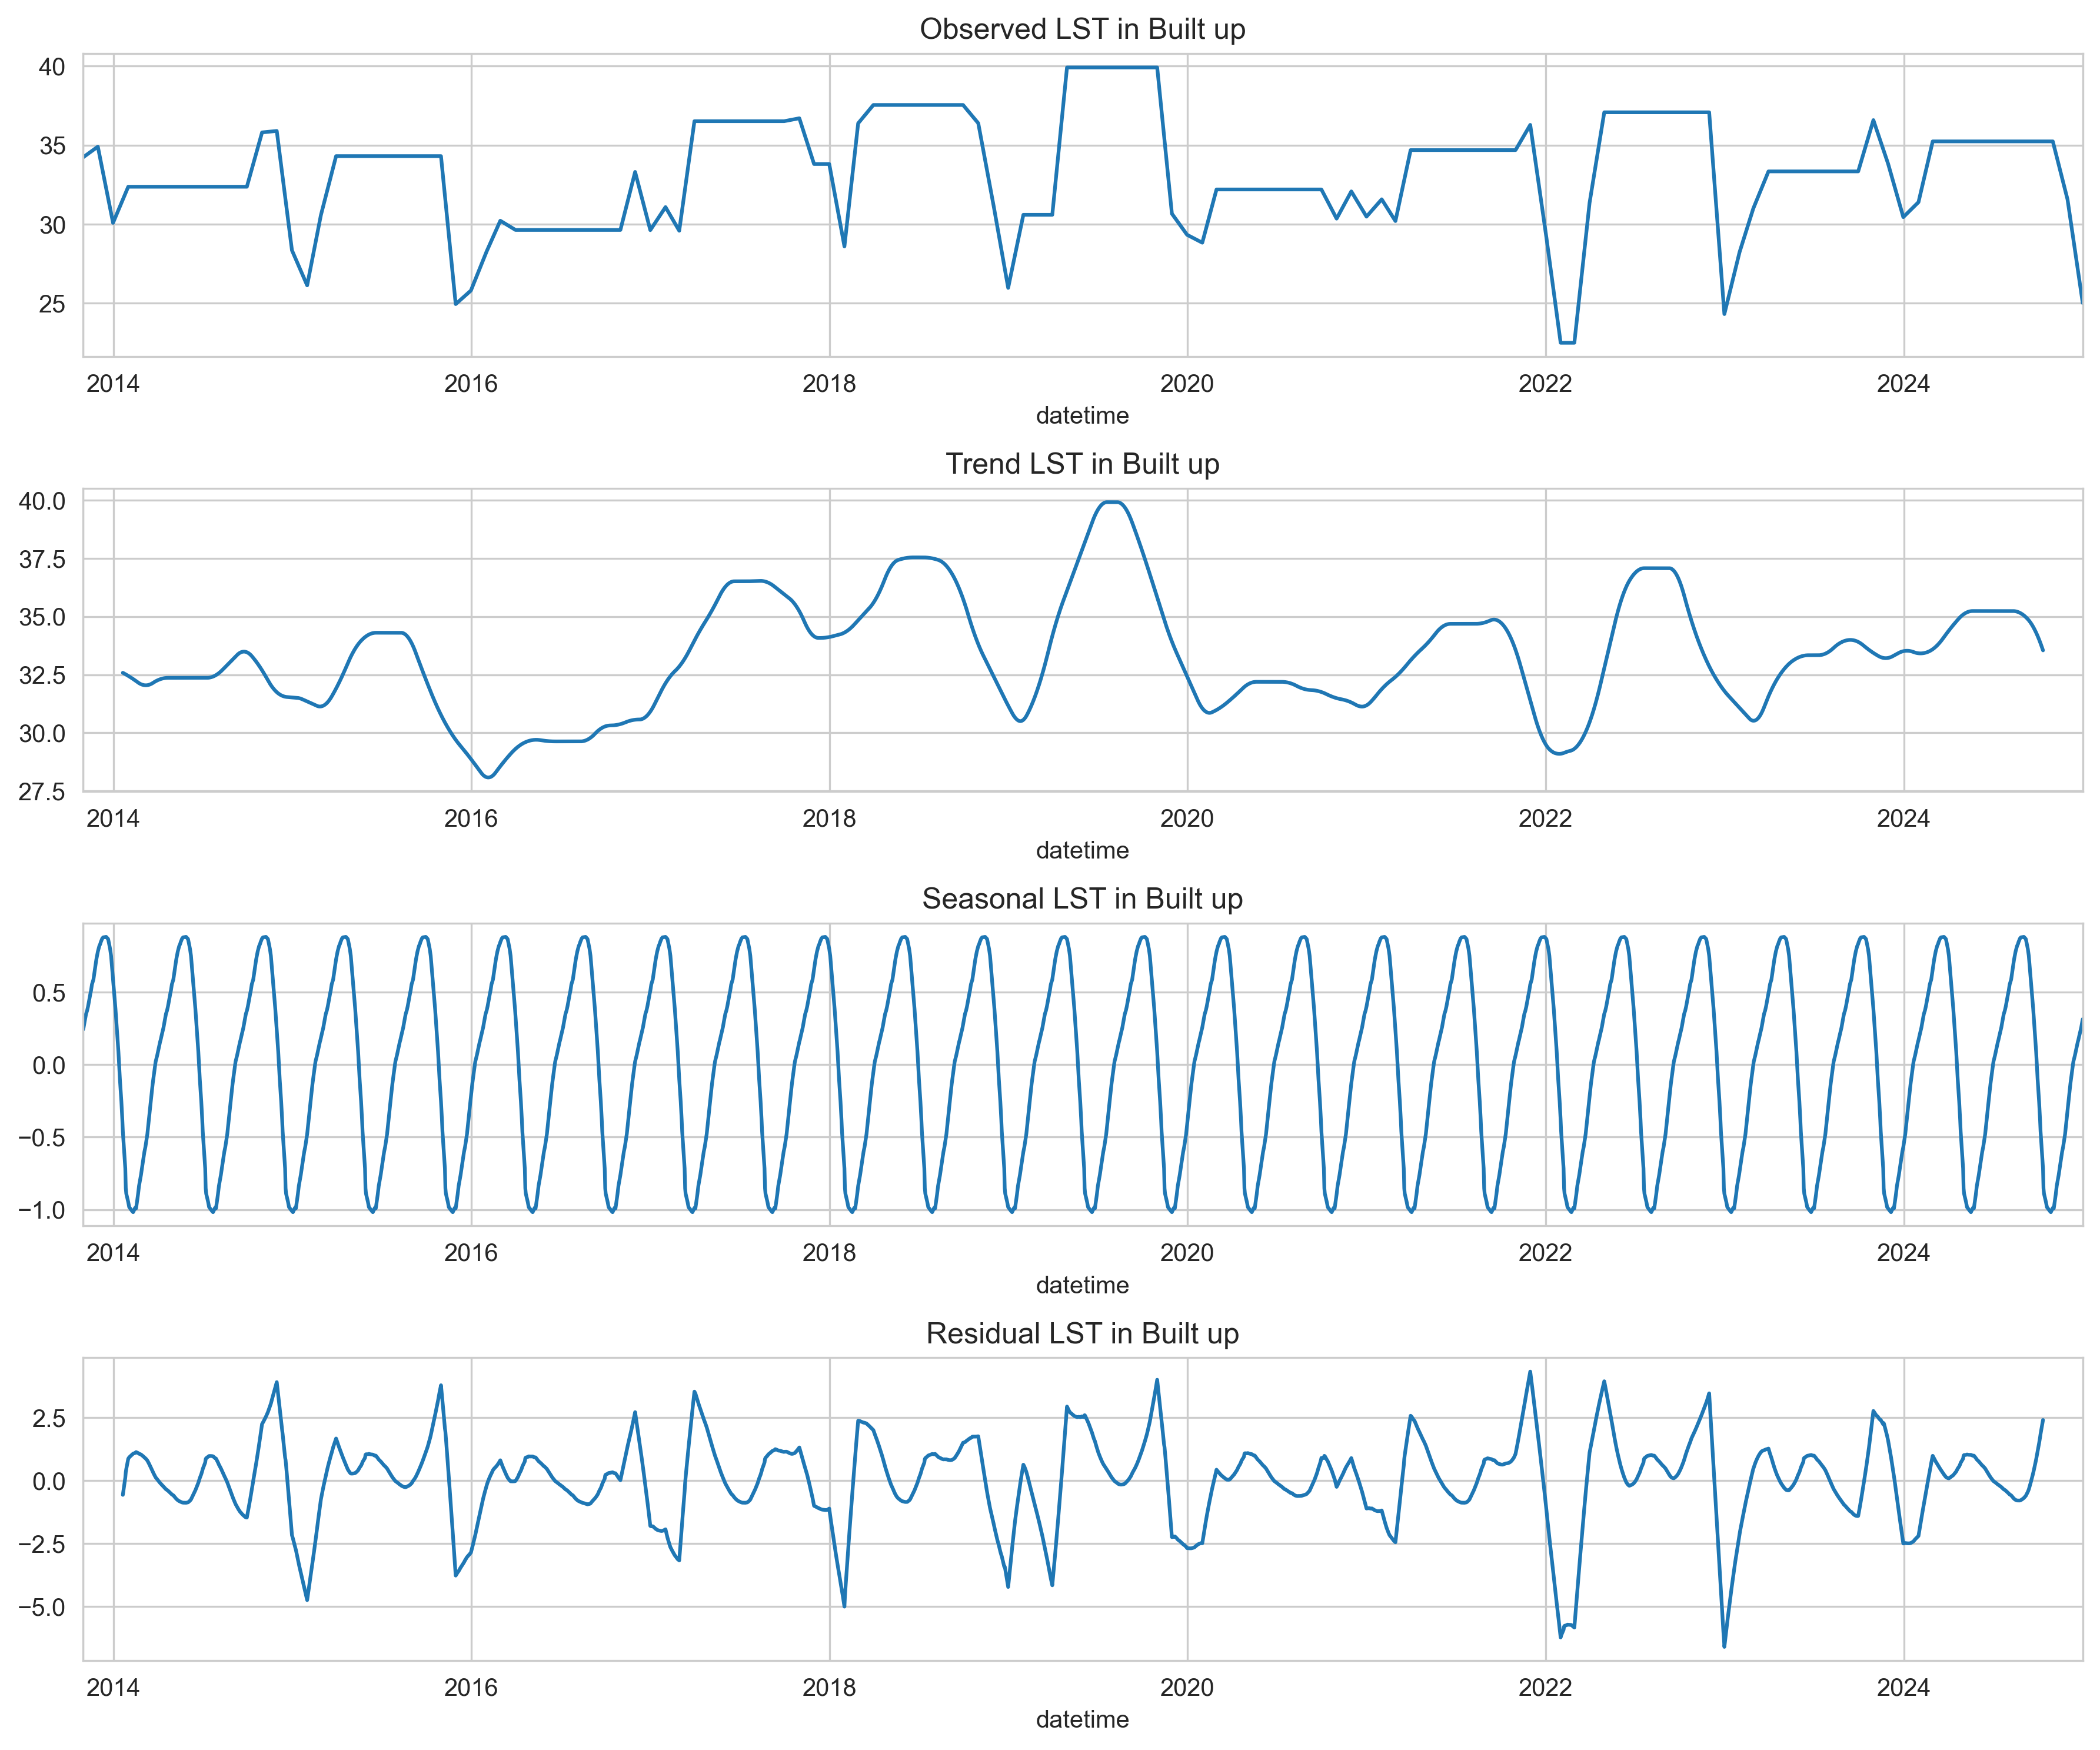 Observed LST in Built up
40
35
30
25
2014 2016 2018 2020 2022 2024
datetime
Trend LST in Built up
40.0
37.5
35.0
32.5
30.0
27.5
2014 2016 2018 2020 2022 2024
datetime
Seasonal LST in Built up
0.5
0.0
−0.5
−1.0
2014 2016 2018 2020 2022 2024
datetime
Residual LST in Built up
2.5
0.0
−2.5
−5.0
2014 2016 2018 2020 2022 2024
datetime